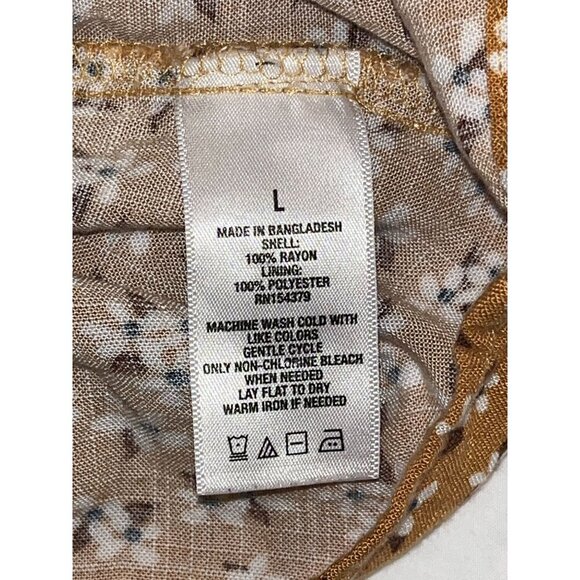 L
MADE IN BANGLADESH
SHELL:
100% RAYON
LINING:
100% POLYESTER
RN154379
MACHINE WASH COLD WITH
LIKE COLORS
GENTLE CYCLE
ONLY NON-CHLORINE BLEACH
WHEN NEEDED
LAY FLAT TO DRY
WARM IRON IF NEEDED